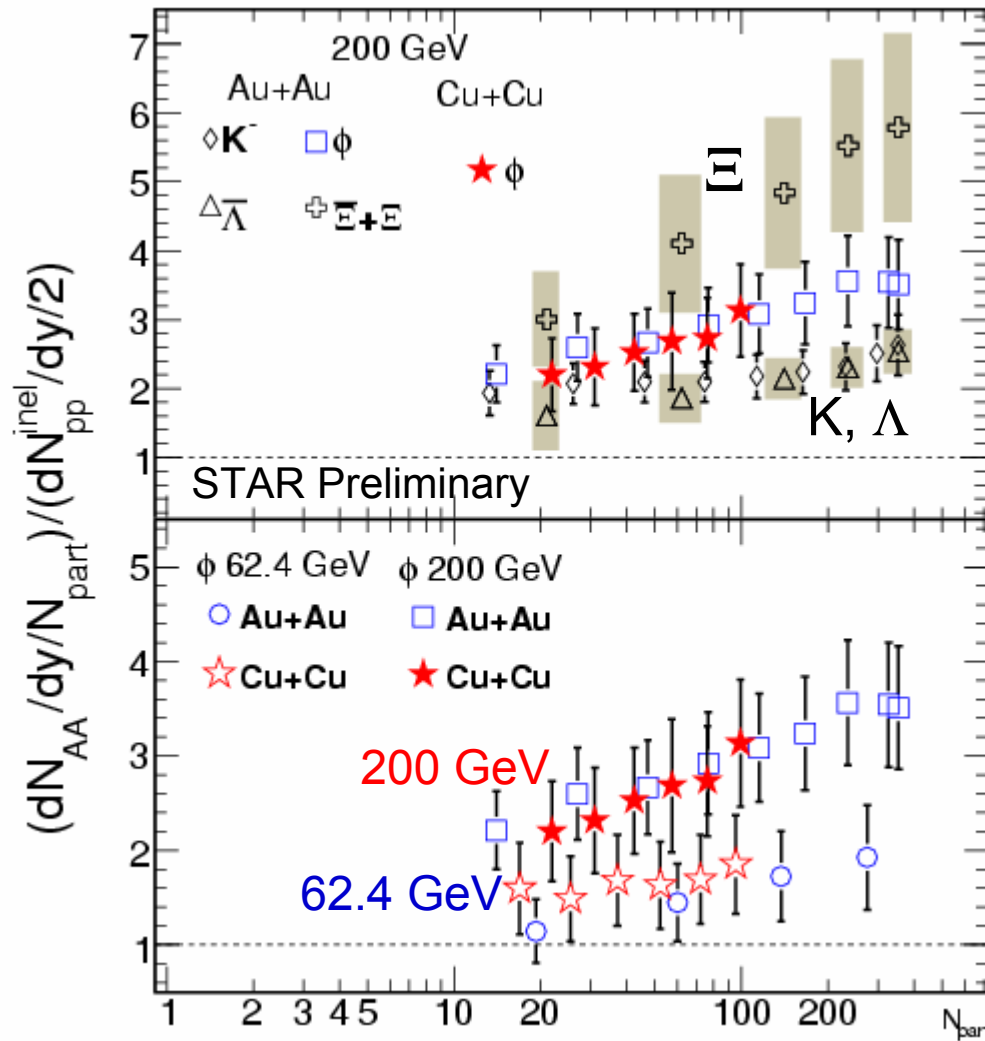 200 GeV
Au+Au Cu+Cu
K⁻ ϕ ϕ
Λ̅ Ξ̅+Ξ
Ξ
K, Λ
STAR Preliminary
7
6
5
4
3
2
1
(dN_AA/dy/N_part)/(dN_pp^inel/dy/2)
ϕ 62.4 GeV ϕ 200 GeV
Au+Au Au+Au
Cu+Cu Cu+Cu
200 GeV
62.4 GeV
5
4
3
2
1
1 2 3 4 5 10 20 100 200 N_part